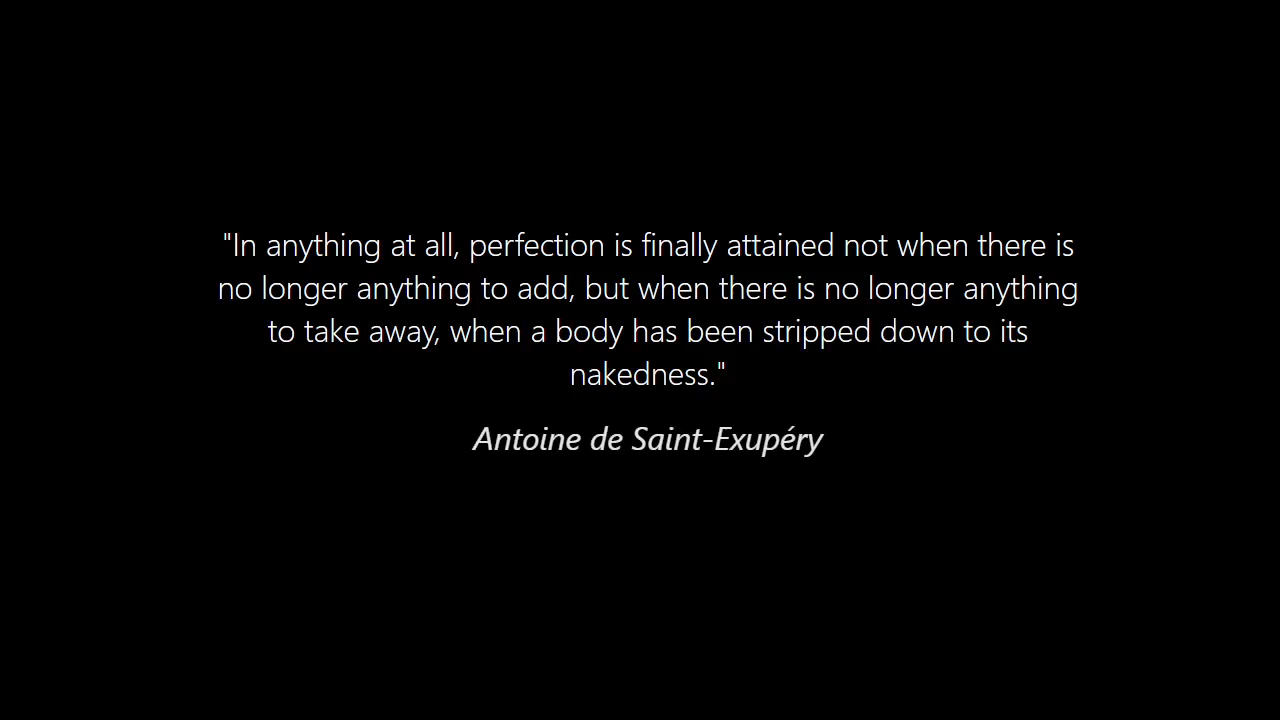 "In anything at all, perfection is finally attained not when there is
no longer anything to add, but when there is no longer anything
to take away, when a body has been stripped down to its
nakedness."
Antoine de Saint-Exupéry